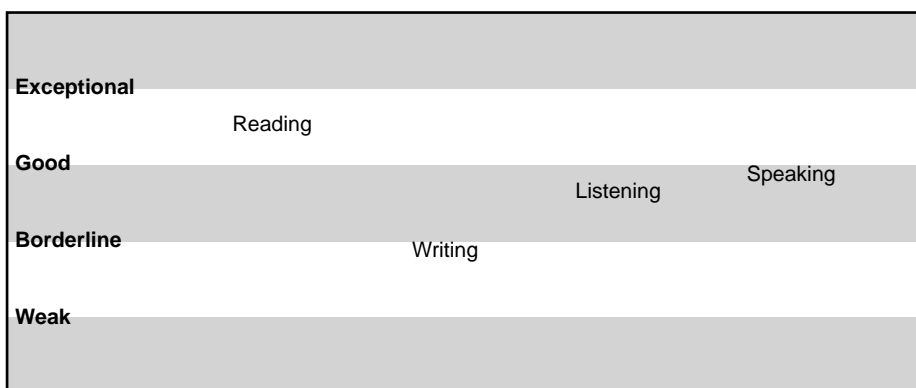 Exceptional
Reading
Good
Speaking
Listening
Borderline
Writing
Weak